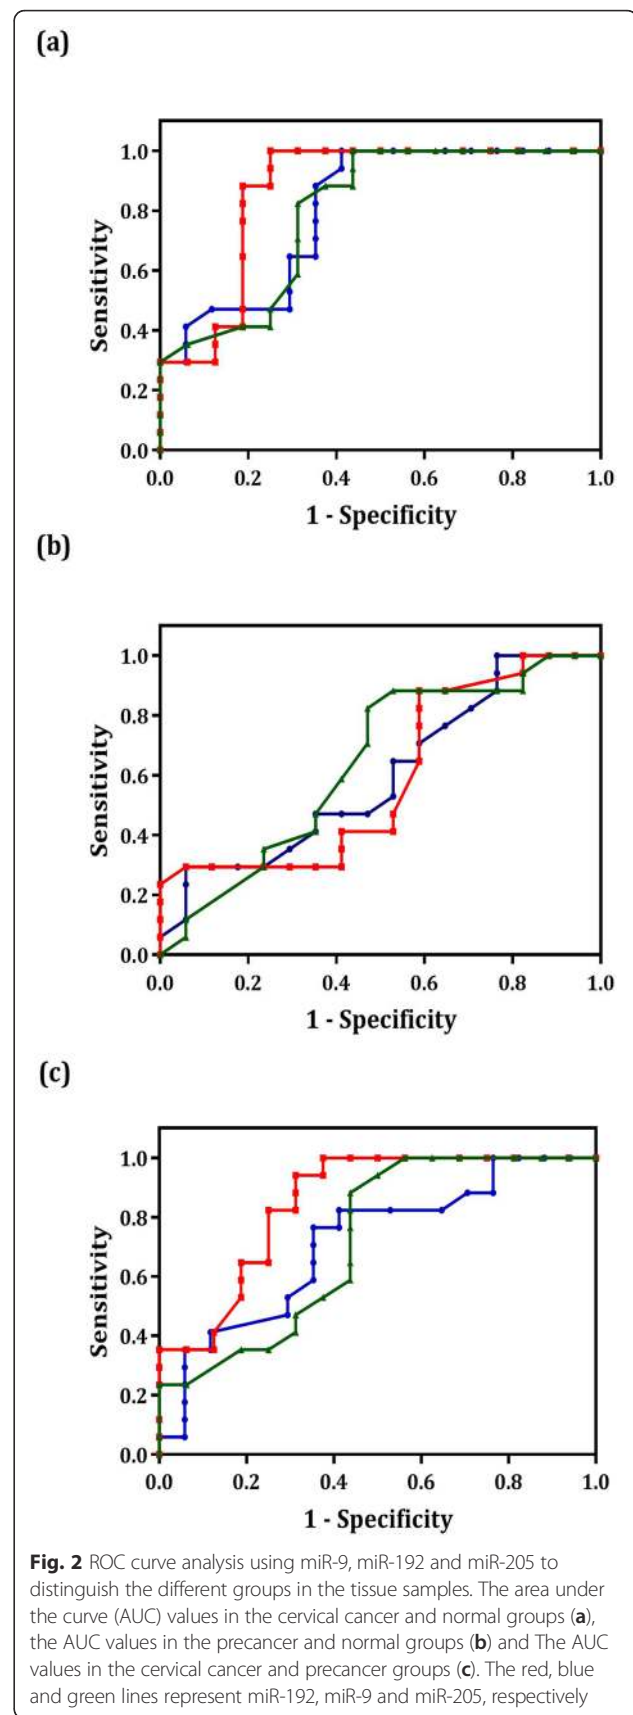 (a)
1.0
0.8
0.6
0.4
0.2
0.0
Sensitivity
0.0 0.2 0.4 0.6 0.8 1.0
1 - Specificity
(b)
1.0
0.8
0.6
0.4
0.2
0.0
Sensitivity
0.0 0.2 0.4 0.6 0.8 1.0
1 - Specificity
(c)
1.0
0.8
0.6
0.4
0.2
0.0
Sensitivity
0.0 0.2 0.4 0.6 0.8 1.0
1 - Specificity
Fig. 2 ROC curve analysis using miR-9, miR-192 and miR-205 to
distinguish the different groups in the tissue samples. The area under
the curve (AUC) values in the cervical cancer and normal groups (a),
the AUC values in the precancer and normal groups (b) and The AUC
values in the cervical cancer and precancer groups (c). The red, blue
and green lines represent miR-192, miR-9 and miR-205, respectively